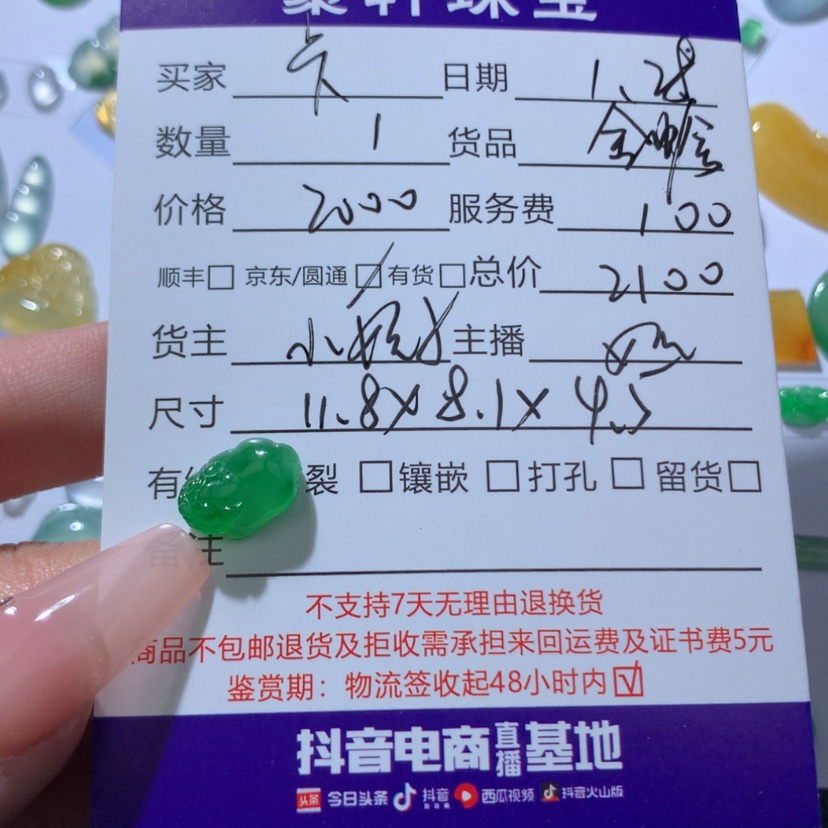 聚轩珠宝
买家 日期 1.28
数量 1 货品
价格 2000 服务费 100
顺丰□ 京东/圆通□ 有货□ 总价 2100
货主 主播
尺寸 11.8×8.1×4.5
裂 □镶嵌 □打孔 □ 留货□
备注
不支持7天无理由退换货
商品不包邮退货及拒收需承担来回运费及证书费5元
鉴赏期：物流签收起48小时内☑
抖音电商直播基地
头条 今日头条 抖音 西瓜视频 抖音火山版